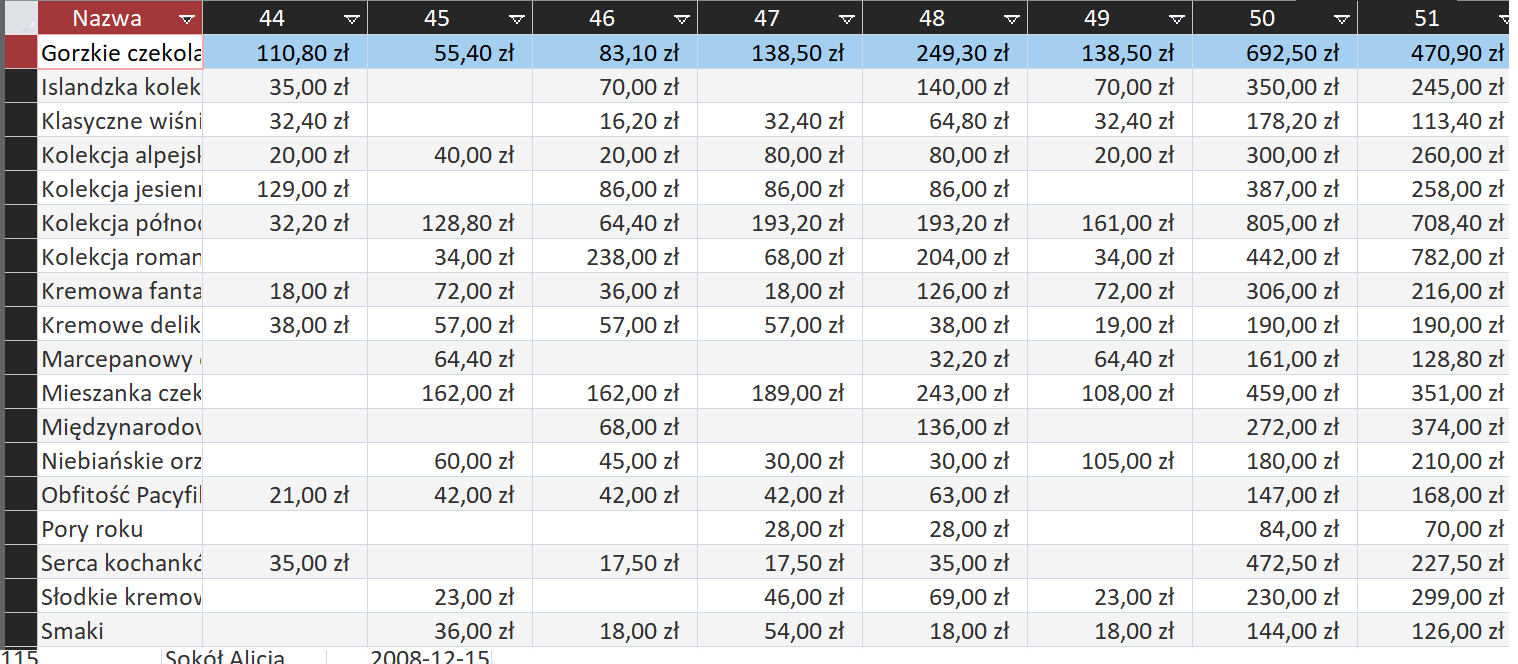 Nazwa 44 45 46 47 48 49 50 51
Gorzkie czekola 110,80 zł 55,40 zł 83,10 zł 138,50 zł 249,30 zł 138,50 zł 692,50 zł 470,90 zł
Islandzka kolek 35,00 zł 70,00 zł 140,00 zł 70,00 zł 350,00 zł 245,00 zł
Klasyczne wiśni 32,40 zł 16,20 zł 32,40 zł 64,80 zł 32,40 zł 178,20 zł 113,40 zł
Kolekcja alpejsk 20,00 zł 40,00 zł 20,00 zł 80,00 zł 80,00 zł 20,00 zł 300,00 zł 260,00 zł
Kolekcja jesienn 129,00 zł 86,00 zł 86,00 zł 86,00 zł 387,00 zł 258,00 zł
Kolekcja północ 32,20 zł 128,80 zł 64,40 zł 193,20 zł 193,20 zł 161,00 zł 805,00 zł 708,40 zł
Kolekcja roman 34,00 zł 238,00 zł 68,00 zł 204,00 zł 34,00 zł 442,00 zł 782,00 zł
Kremowa fanta 18,00 zł 72,00 zł 36,00 zł 18,00 zł 126,00 zł 72,00 zł 306,00 zł 216,00 zł
Kremowe delik 38,00 zł 57,00 zł 57,00 zł 57,00 zł 38,00 zł 19,00 zł 190,00 zł 190,00 zł
Marcepanowy 64,40 zł 32,20 zł 64,40 zł 161,00 zł 128,80 zł
Mieszanka czek 162,00 zł 162,00 zł 189,00 zł 243,00 zł 108,00 zł 459,00 zł 351,00 zł
Międzynarodow 68,00 zł 136,00 zł 272,00 zł 374,00 zł
Niebiańskie orz 60,00 zł 45,00 zł 30,00 zł 30,00 zł 105,00 zł 180,00 zł 210,00 zł
Obfitość Pacyfik 21,00 zł 42,00 zł 42,00 zł 42,00 zł 63,00 zł 147,00 zł 168,00 zł
Pory roku 28,00 zł 28,00 zł 84,00 zł 70,00 zł
Serca kochankó 35,00 zł 17,50 zł 17,50 zł 35,00 zł 472,50 zł 227,50 zł
Słodkie kremow 23,00 zł 46,00 zł 69,00 zł 23,00 zł 230,00 zł 299,00 zł
Smaki 36,00 zł 18,00 zł 54,00 zł 18,00 zł 18,00 zł 144,00 zł 126,00 zł
115 Sokół Alicja 2008-12-15